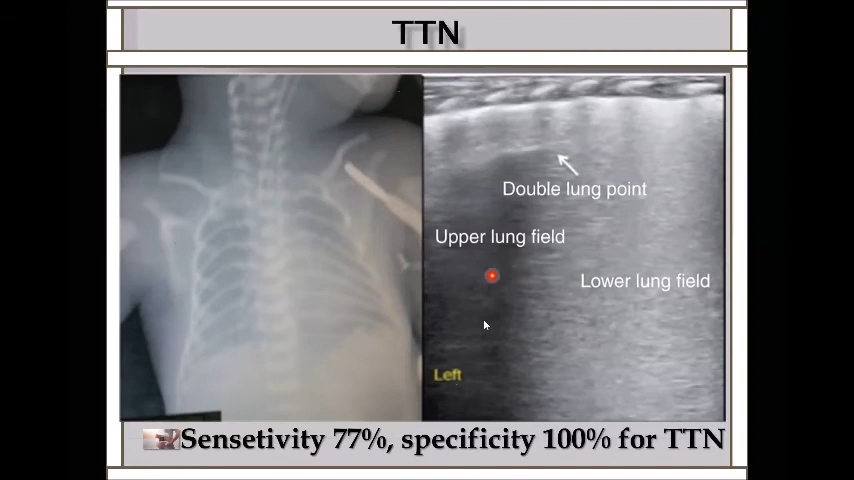 TTN
Double lung point
Upper lung field
Lower lung field
Left
Sensetivity 77%, specificity 100% for TTN